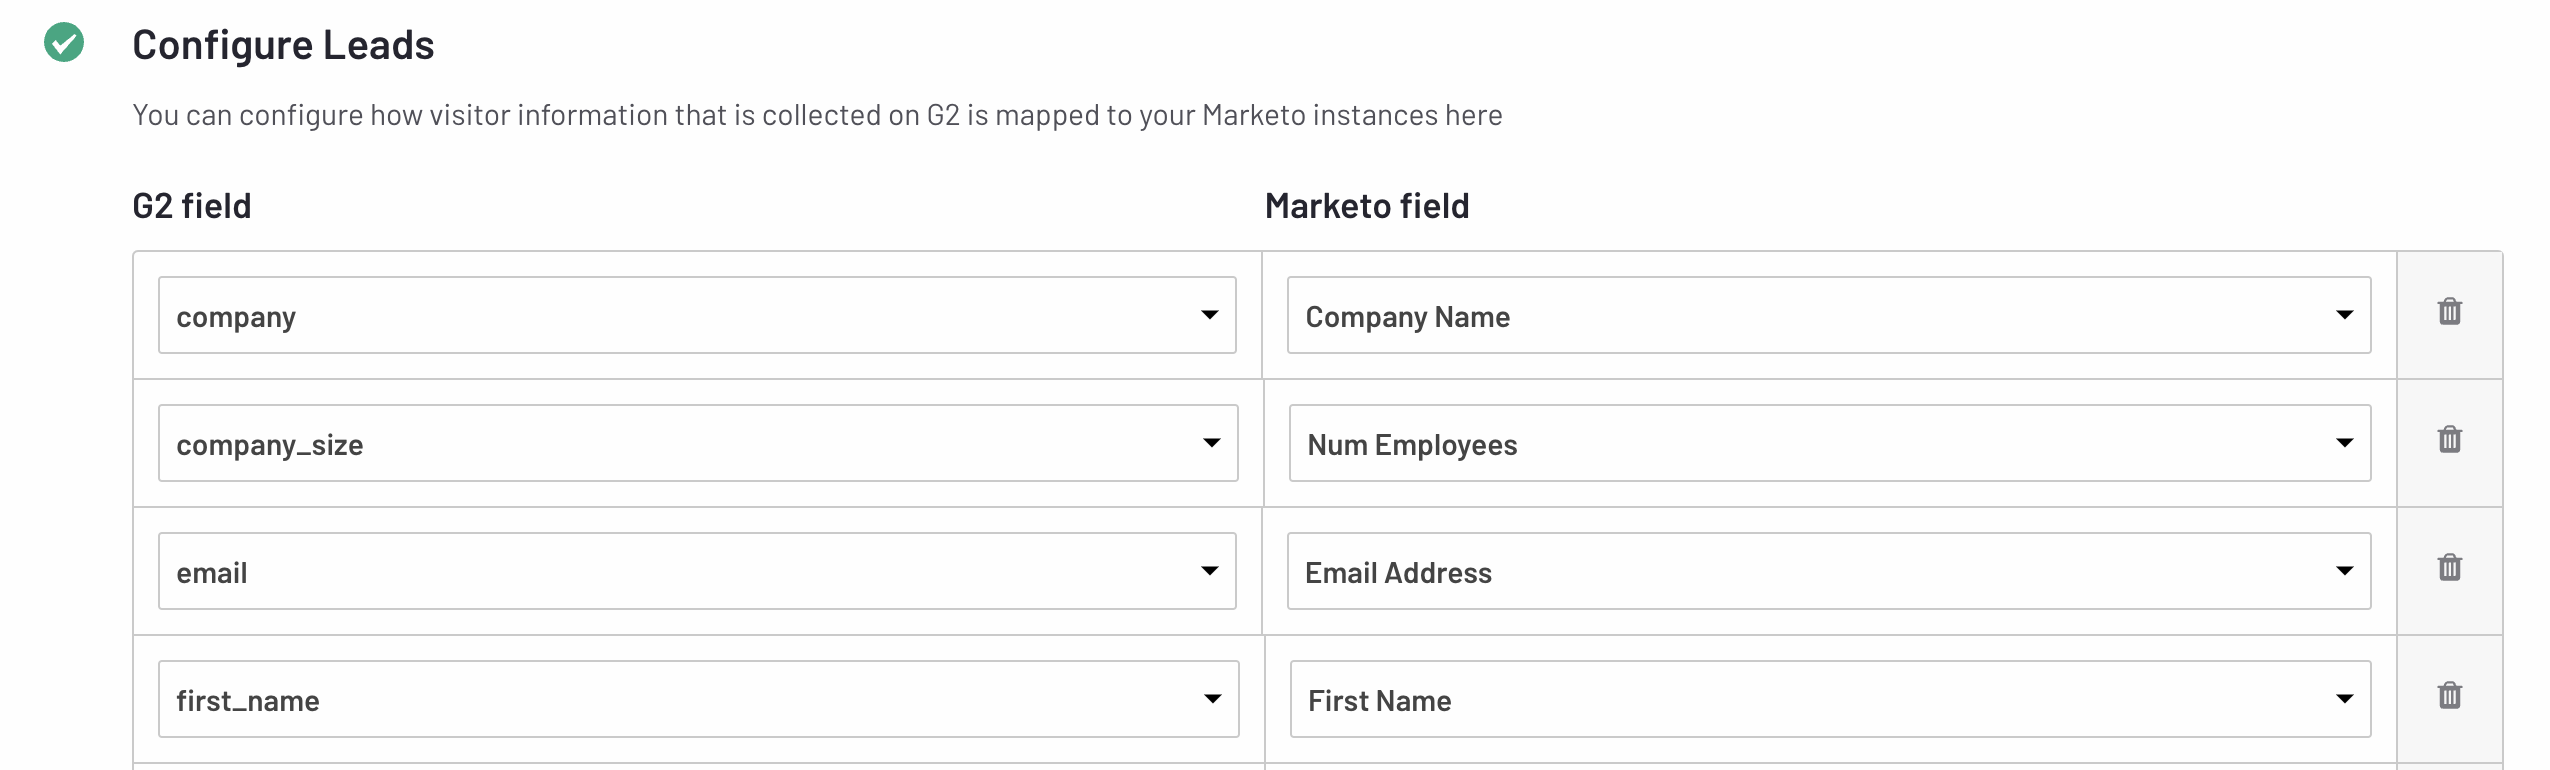 Configure Leads
You can configure how visitor information that is collected on G2 is mapped to your Marketo instances here
G2 field Marketo field
company Company Name
company_size Num Employees
email Email Address
first_name First Name